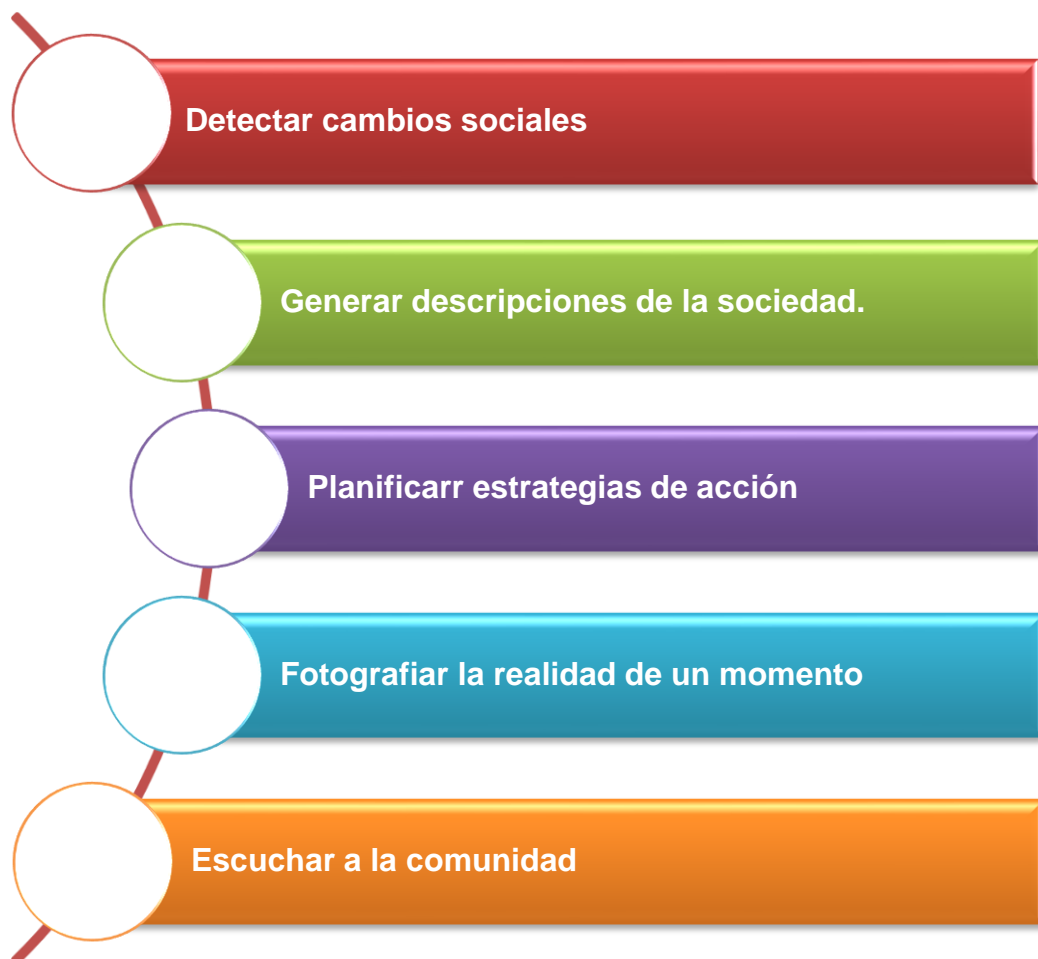 Detectar cambios sociales
Generar descripciones de la sociedad.
Planificarr estrategias de acción
Fotografiar la realidad de un momento
Escuchar a la comunidad